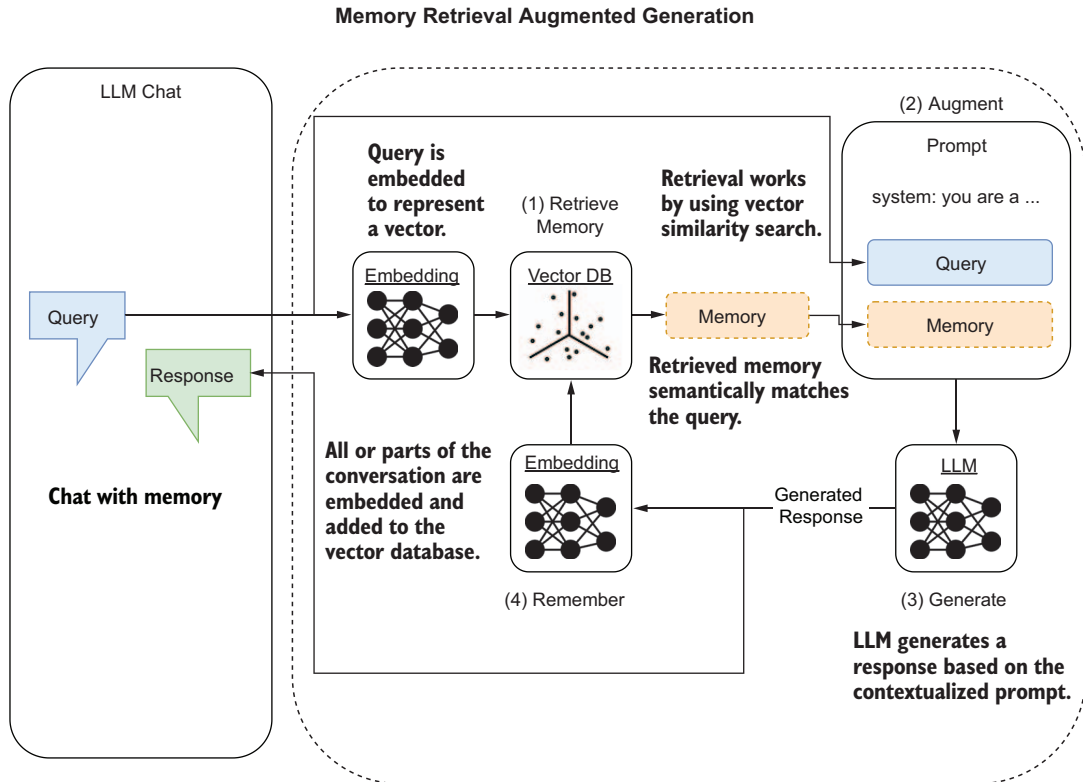 Memory Retrieval Augmented Generation
LLM Chat
Query
Response
Chat with memory
Query is
embedded
to represent
a vector.
Embedding
(1) Retrieve
Memory
Vector DB
Retrieval works
by using vector
similarity search.
Memory
Retrieved memory
semantically matches
the query.
(2) Augment
Prompt
system: you are a ...
Query
Memory
All or parts of the
conversation are
embedded and
added to the
vector database.
Embedding
(4) Remember
Generated
Response
LLM
(3) Generate
LLM generates a
response based on the
contextualized prompt.